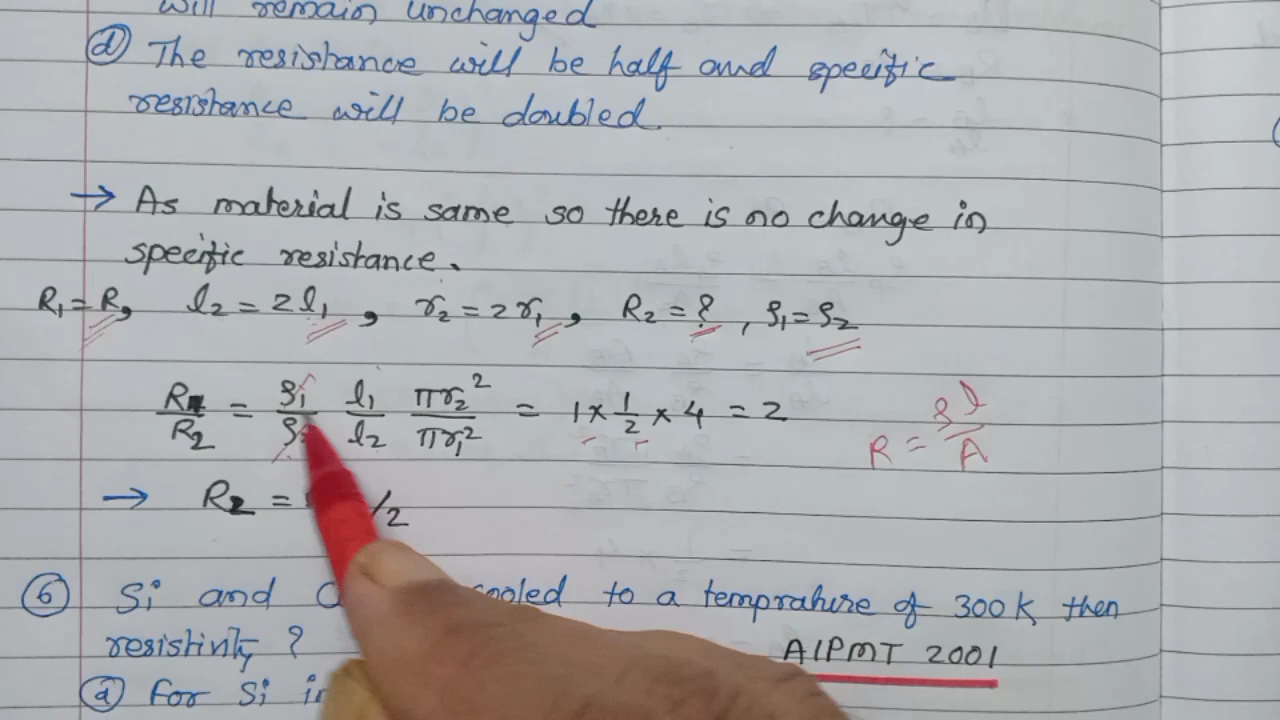 will remain unchanged
ⓓ The resistance will be half and specific
resistance will be doubled.
→ As material is same so there is no change in
specific resistance.
R₁ = R, l₂ = 2l₁, r₂ = 2r₁, R₂ = ?, ρ₁ = ρ₂
R₁/R₂ = ρ₁/ρ₂ l₁/l₂ πr₂²/πr₁² = 1 × 1/2 × 4 = 2
R = ρl/A
→ R₂ = /2
⑥ Si and cooled to a temprature of 300 K then
resistivity ?
AIPMT 2001
ⓐ For Si